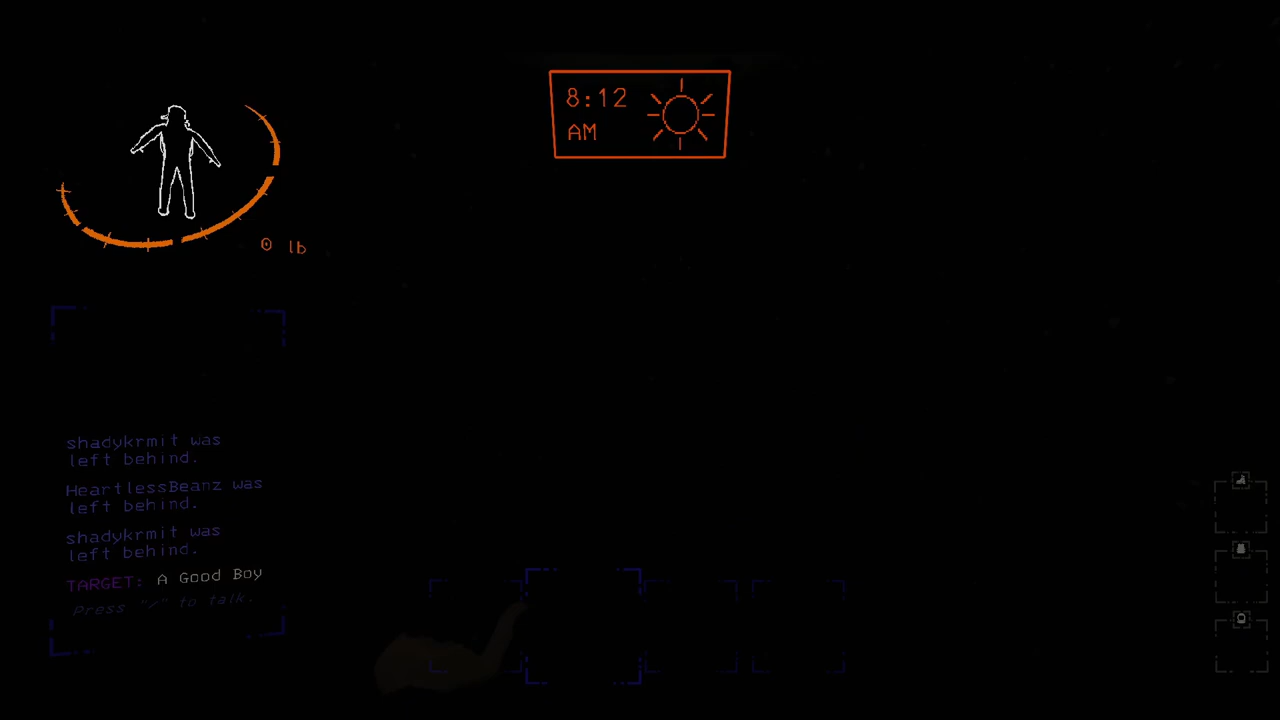 8:12
AM
0 lb
shadykrmit was
left behind.
HeartlessBeanz was
left behind.
shadykrmit was
left behind.
TARGET: A Good Boy
Press "/" to talk.